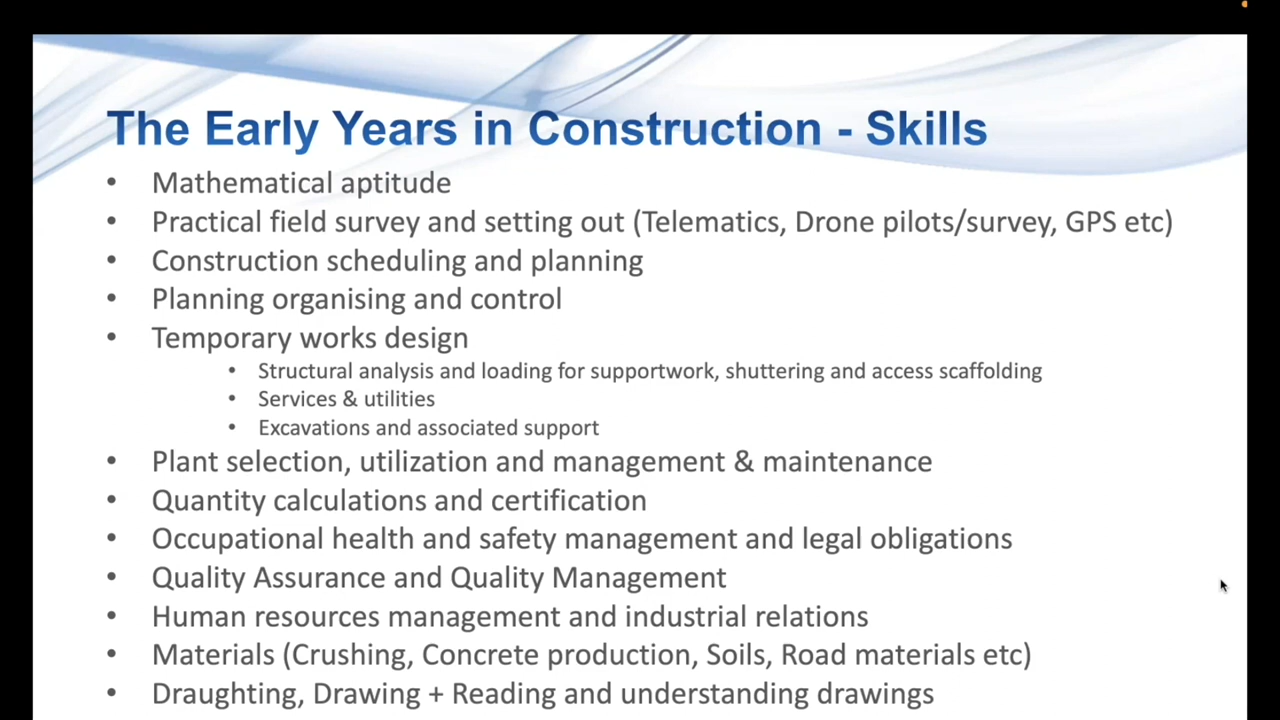 The Early Years in Construction - Skills
• Mathematical aptitude
• Practical field survey and setting out (Telematics, Drone pilots/survey, GPS etc)
• Construction scheduling and planning
• Planning organising and control
• Temporary works design
• Structural analysis and loading for supportwork, shuttering and access scaffolding
• Services & utilities
• Excavations and associated support
• Plant selection, utilization and management & maintenance
• Quantity calculations and certification
• Occupational health and safety management and legal obligations
• Quality Assurance and Quality Management
• Human resources management and industrial relations
• Materials (Crushing, Concrete production, Soils, Road materials etc)
• Draughting, Drawing + Reading and understanding drawings